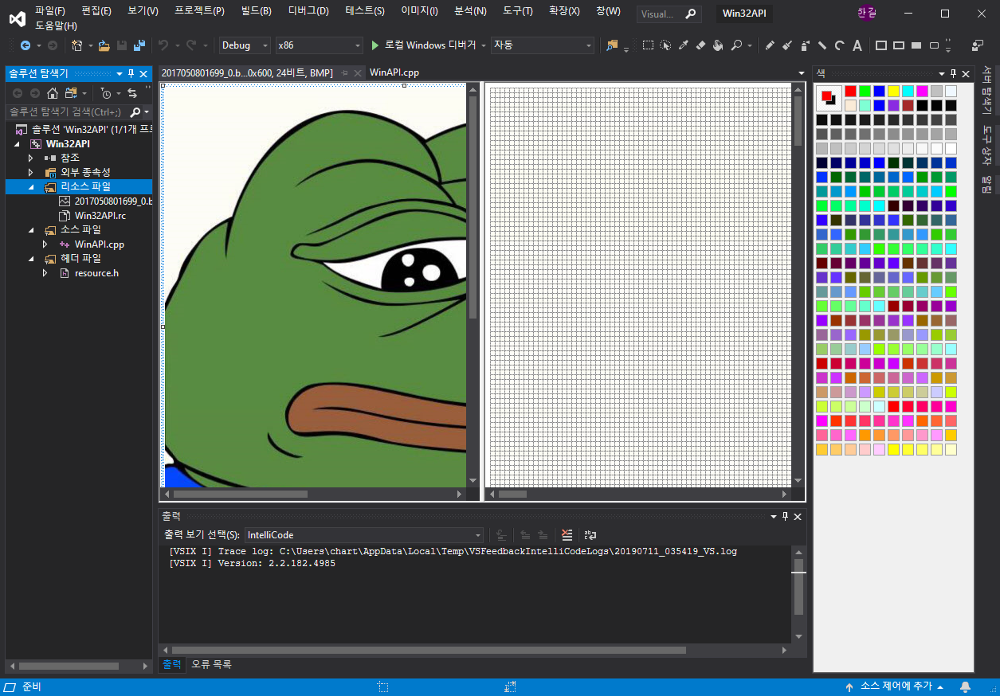 파일(F) 편집(E) 보기(V) 프로젝트(P) 빌드(B) 디버그(D) 테스트(S) 이미지(I) 분석(N) 도구(T) 확장(X) 창(W)
도움말(H)
Visual...
Win32API
한길
Debug x86 로컬 Windows 디버거 자동
A
솔루션 탐색기
솔루션 탐색기 검색(Ctrl+;)
솔루션 'Win32API' (1/1개 프로
Win32API
참조
외부 종속성
리소스 파일
2017050801699_0.b
Win32API.rc
소스 파일
WinAPI.cpp
헤더 파일
resource.h
2017050801699_0.b...0x600, 24비트, BMP]
WinAPI.cpp
색
서버 탐색기
도구 상자
알림
출력
출력 보기 선택(S): IntelliCode
[VSIX I] Trace log: C:\Users\chart\AppData\Local\Temp\VSFeedbackIntelliCodeLogs\20190711_035419_VS.log
[VSIX I] Version: 2.2.182.4985
출력 오류 목록
준비
소스 제어에 추가